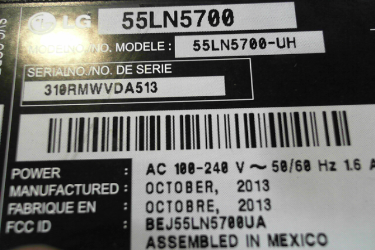 LG 55LN5700
MODEL NO./NO. MODELE : 55LN5700-UH
SERIALNO./NO. DE SERIE
310RMWVDA513
POWER : AC 100-240 V ~ 50/60 Hz 1.6 A
MANUFACTURED : OCTOBER, 2013
FABRIQUE EN : OCTOBRE, 2013
FCC ID : BEJ55LN5700UA
ASSEMBLED IN MEXICO